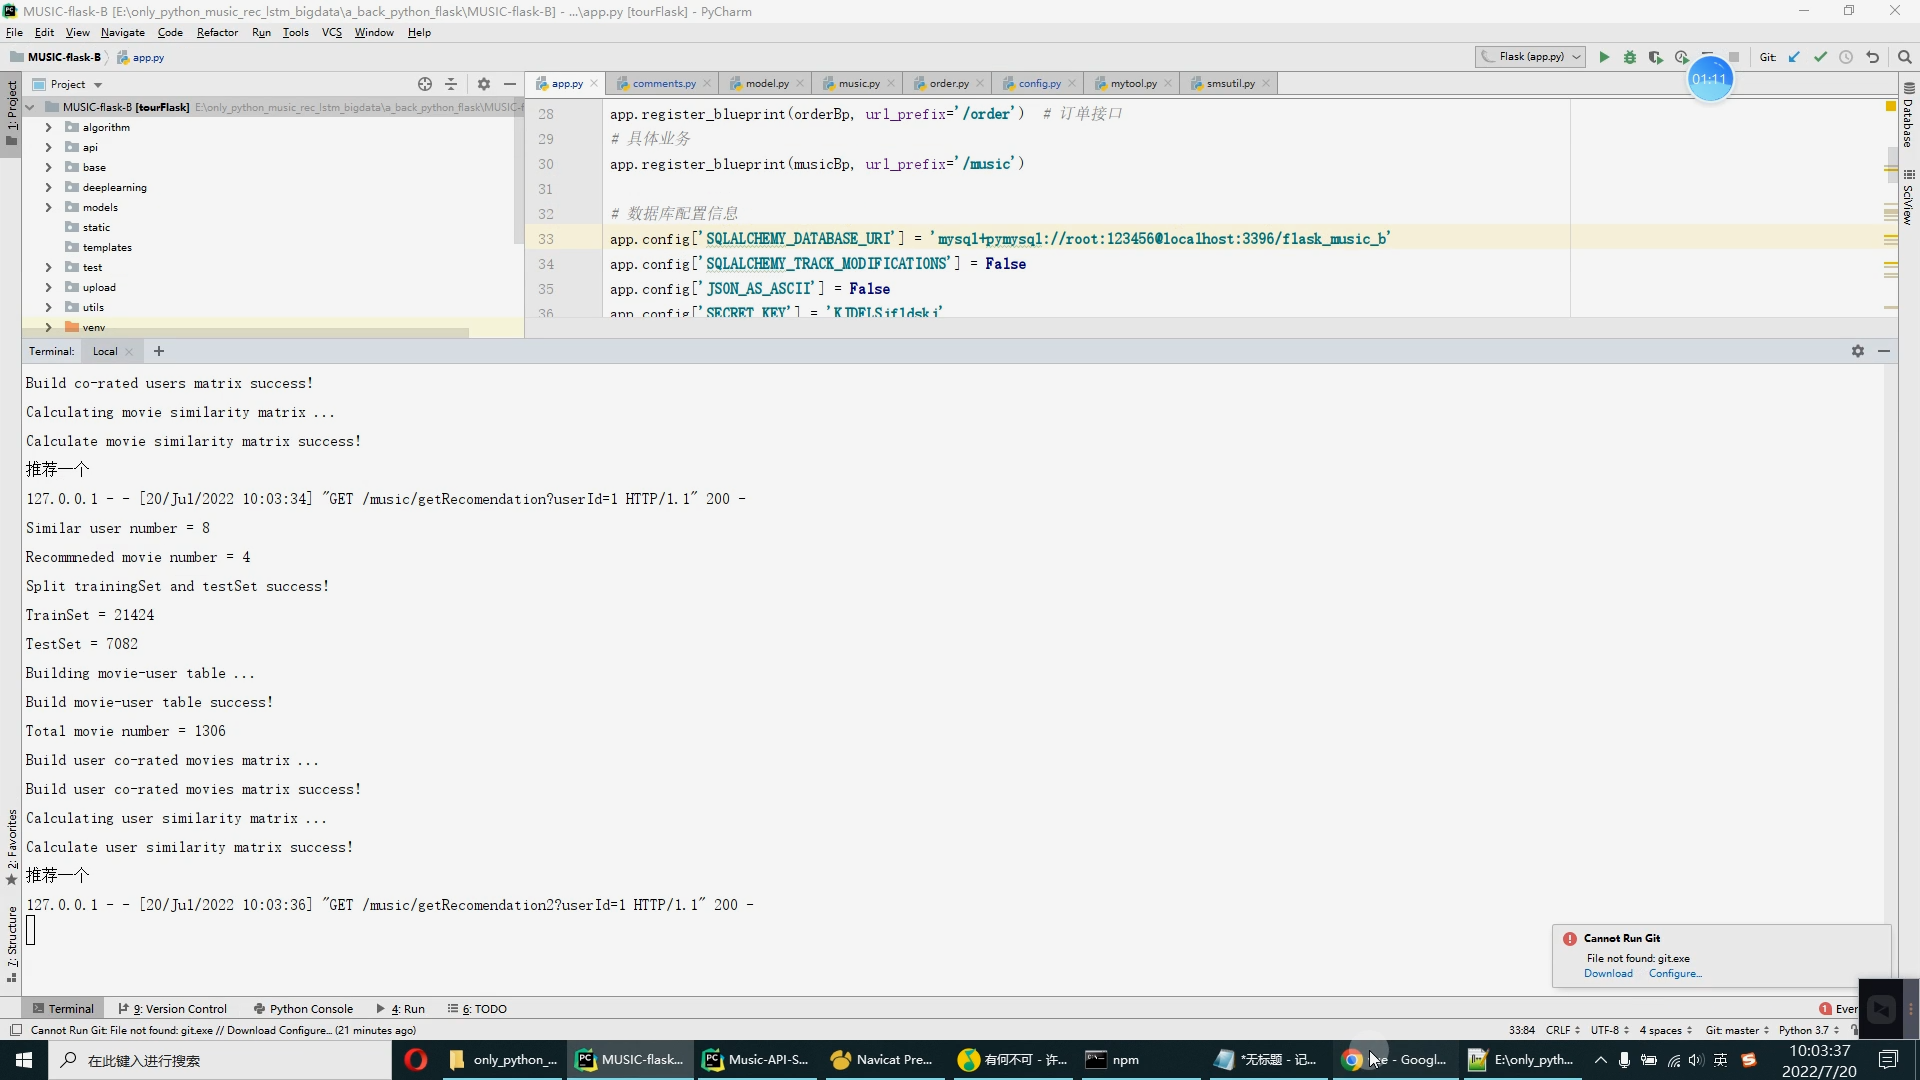 MUSIC-flask-B [E:\only_python_music_rec_lstm_bigdata\a_back_python_flask\MUSIC-flask-B] - ...\app.py [tourFlask] - PyCharm
File Edit View Navigate Code Refactor Run Tools VCS Window Help
MUSIC-flask-B app.py
Flask (app.py)
Git:
01:11
Project
app.py comments.py model.py music.py order.py config.py mytool.py smsutil.py
1: Project
MUSIC-flask-B [tourFlask] E:\only_python_music_rec_lstm_bigdata\a_back_python_flask\MUSIC-f
algorithm
api
base
deeplearning
models
static
templates
test
upload
utils
venv
28 app.register_blueprint(orderBp, url_prefix='/order') # 订单接口
29 # 具体业务
30 app.register_blueprint(musicBp, url_prefix='/music')
31
32 # 数据库配置信息
33 app.config['SQLALCHEMY_DATABASE_URI'] = 'mysql+pymysql://root:123456@localhost:3396/flask_music_b'
34 app.config['SQLALCHEMY_TRACK_MODIFICATIONS'] = False
35 app.config['JSON_AS_ASCII'] = False
36 app.config['SECRET_KEY'] = 'KJDFLSjfldskj'
Database
SciView
Terminal: Local
Build co-rated users matrix success!
Calculating movie similarity matrix ...
Calculate movie similarity matrix success!
推荐一个
127.0.0.1 - - [20/Jul/2022 10:03:34] "GET /music/getRecomendation?userId=1 HTTP/1.1" 200 -
Similar user number = 8
Recommneded movie number = 4
Split trainingSet and testSet success!
TrainSet = 21424
TestSet = 7082
Building movie-user table ...
Build movie-user table success!
Total movie number = 1306
Build user co-rated movies matrix ...
Build user co-rated movies matrix success!
Calculating user similarity matrix ...
Calculate user similarity matrix success!
推荐一个
127.0.0.1 - - [20/Jul/2022 10:03:36] "GET /music/getRecomendation2?userId=1 HTTP/1.1" 200 -
2: Favorites
7: Structure
Cannot Run Git
File not found: git.exe
Download Configure...
Terminal 9: Version Control Python Console 4: Run 6: TODO
1 Ever
Cannot Run Git: File not found: git.exe // Download Configure... (21 minutes ago)
33:84 CRLF UTF-8 4 spaces Git: master Python 3.7
在此键入进行搜索
only_python_... MUSIC-flask... Music-API-S... Navicat Pre... 有何不可 - 许... npm *无标题 - 记... - Googl... E:\only_pyth...
英
10:03:37
2022/7/20